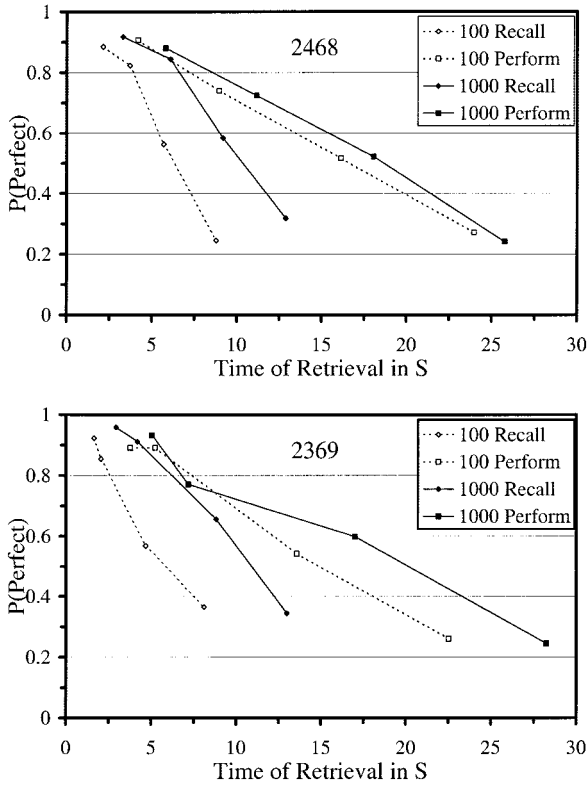 1
0.8
0.6
0.4
0.2
0
P(Perfect)
2468
100 Recall
100 Perform
1000 Recall
1000 Perform
0 5 10 15 20 25 30
Time of Retrieval in S
1
0.8
0.6
0.4
0.2
0
P(Perfect)
2369
100 Recall
100 Perform
1000 Recall
1000 Perform
0 5 10 15 20 25 30
Time of Retrieval in S